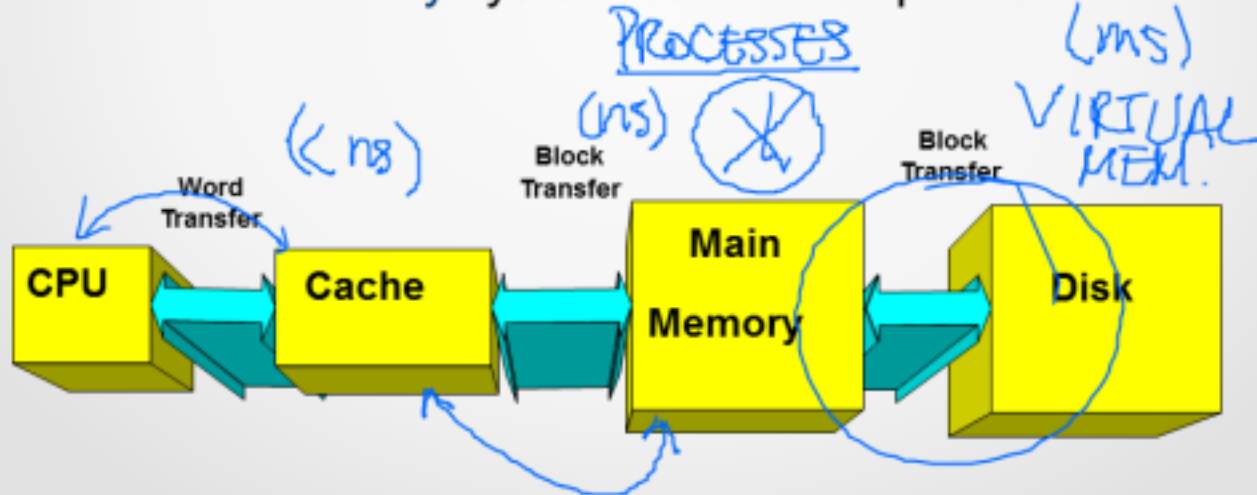 PROCESSES
(ms)
(< ns)
(ns)
VIRTUAL
MEM.
Word
Transfer
Block
Transfer
Block
Transfer
CPU
Cache
Main
Memory
Disk